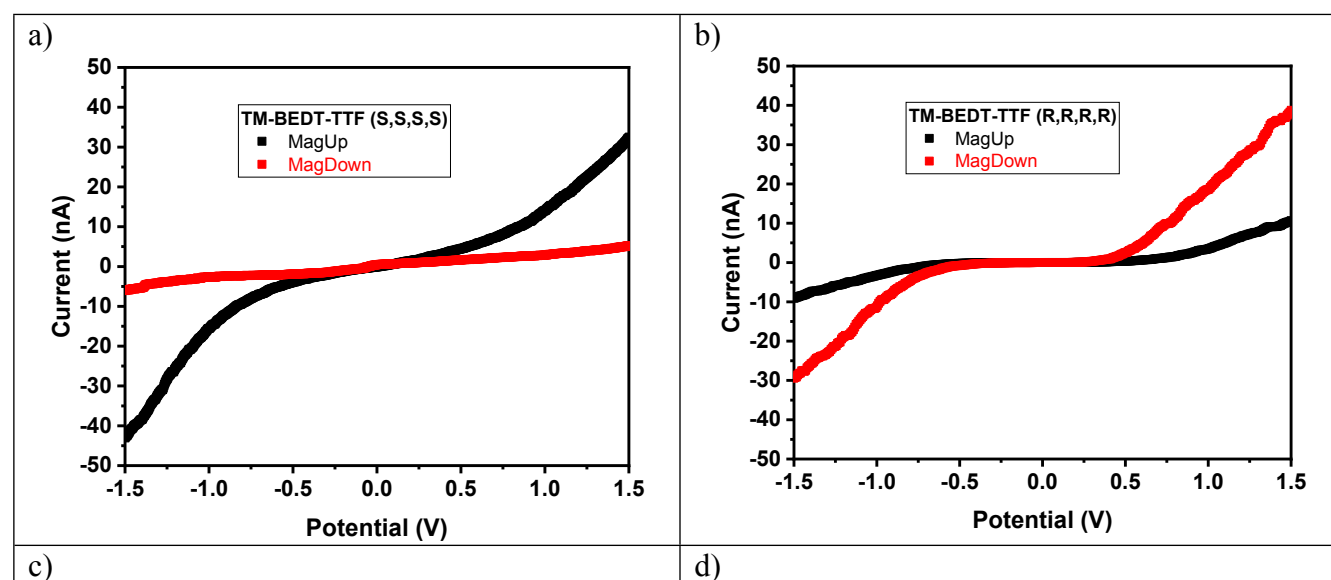 a)
50
40
30
20
10
0
-10
-20
-30
-40
-50
Current (nA)
TM-BEDT-TTF (S,S,S,S)
MagUp
MagDown
-1.5 -1.0 -0.5 0.0 0.5 1.0 1.5
Potential (V)
b)
50
40
30
20
10
0
-10
-20
-30
-40
-50
Current (nA)
TM-BEDT-TTF (R,R,R,R)
MagUp
MagDown
-1.5 -1.0 -0.5 0.0 0.5 1.0 1.5
Potential (V)
c)
d)